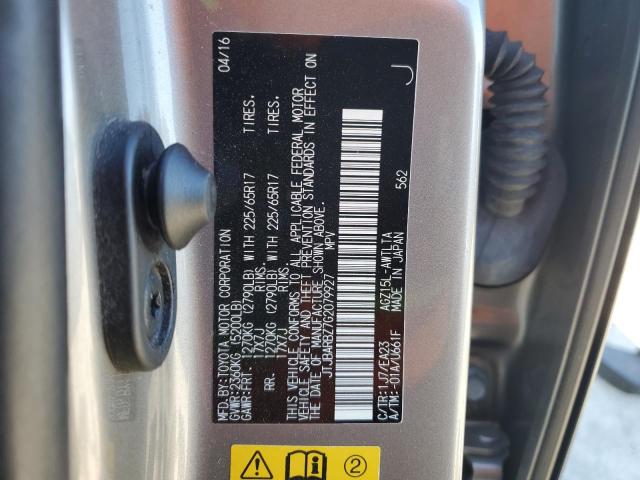 MFD. BY:TOYOTA MOTOR CORPORATION 04/16
GVWR:2360KG (5200LB)
GAWR:FRT. 1270KG (2790LB) WITH 225/65R17 TIRES.
17X7J RIMS.
RR. 1270KG (2790LB) WITH 225/65R17 TIRES.
17X7J RIMS.
THIS VEHICLE CONFORMS TO ALL APPLICABLE FEDERAL MOTOR
VEHICLE SAFETY AND THEFT PREVENTION STANDARDS IN EFFECT ON
THE DATE OF MANUFACTURE SHOWN ABOVE.
JTJBARBZ7G2079927 MPV
C/TR:1J7/EA23 AGZ15L-AWTLTA
A/TM:-01A/U661F MADE IN JAPAN 562
J
2